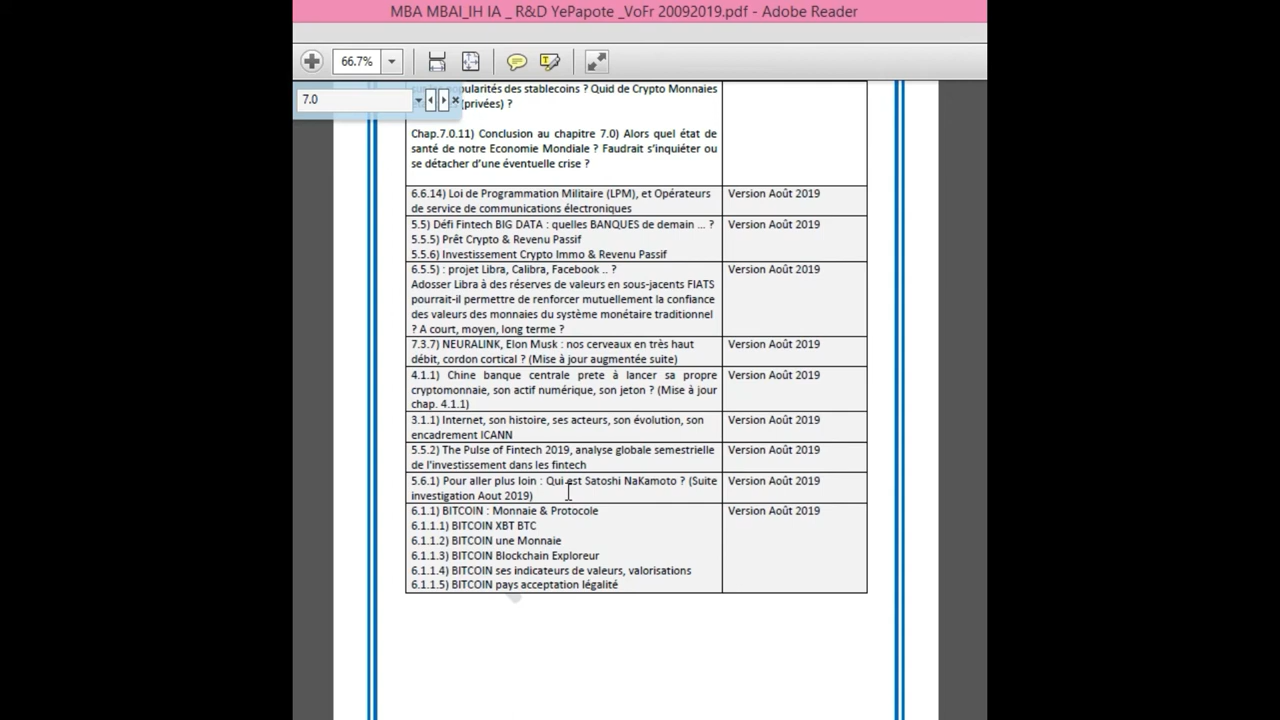 MBA MBAI_IH IA _ R&D YePapote _VoFr 20092019.pdf - Adobe Reader
66.7%
7.0
popularités des stablecoins ? Quid de Crypto Monnaies
(privées) ?
Chap.7.0.11) Conclusion au chapitre 7.0) Alors quel état de
santé de notre Economie Mondiale ? Faudrait s'inquiéter ou
se détacher d'une éventuelle crise ?
6.6.14) Loi de Programmation Militaire (LPM), et Opérateurs
de service de communications électroniques
Version Août 2019
5.5) Défi Fintech BIG DATA : quelles BANQUES de demain ... ?
5.5.5) Prêt Crypto & Revenu Passif
5.5.6) Investissement Crypto Immo & Revenu Passif
Version Août 2019
6.5.5) : projet Libra, Calibra, Facebook .. ?
Adosser Libra à des réserves de valeurs en sous-jacents FIATS
pourrait-il permettre de renforcer mutuellement la confiance
des valeurs des monnaies du système monétaire traditionnel
? A court, moyen, long terme ?
Version Août 2019
7.3.7) NEURALINK, Elon Musk : nos cerveaux en très haut
débit, cordon cortical ? (Mise à jour augmentée suite)
Version Août 2019
4.1.1) Chine banque centrale prete à lancer sa propre
cryptomonnaie, son actif numérique, son jeton ? (Mise à jour
chap. 4.1.1)
Version Août 2019
3.1.1) Internet, son histoire, ses acteurs, son évolution, son
encadrement ICANN
Version Août 2019
5.5.2) The Pulse of Fintech 2019, analyse globale semestrielle
de l'investissement dans les fintech
Version Août 2019
5.6.1) Pour aller plus loin : Qui est Satoshi NaKamoto ? (Suite
investigation Aout 2019)
Version Août 2019
6.1.1) BITCOIN : Monnaie & Protocole
6.1.1.1) BITCOIN XBT BTC
6.1.1.2) BITCOIN une Monnaie
6.1.1.3) BITCOIN Blockchain Exploreur
6.1.1.4) BITCOIN ses indicateurs de valeurs, valorisations
6.1.1.5) BITCOIN pays acceptation légalité
Version Août 2019